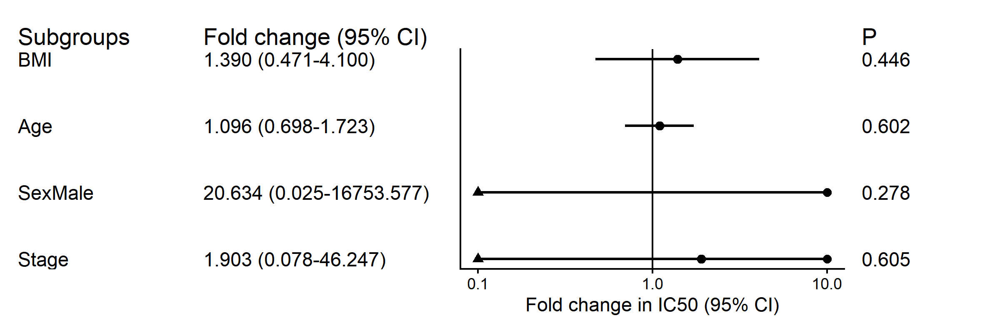 Subgroups Fold change (95% CI) P
BMI 1.390 (0.471-4.100) 0.446
Age 1.096 (0.698-1.723) 0.602
SexMale 20.634 (0.025-16753.577) 0.278
Stage 1.903 (0.078-46.247) 0.605
0.1 1.0 10.0
Fold change in IC50 (95% CI)